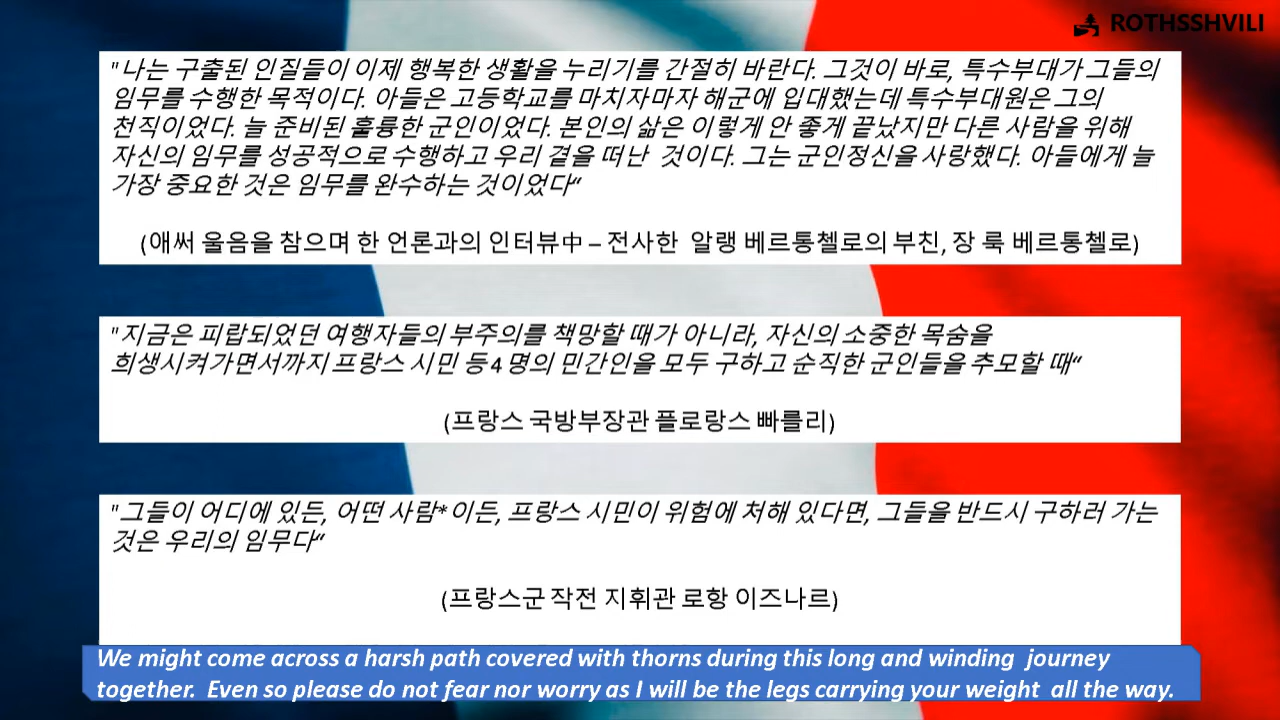 ROTHSSHVILI
"나는 구출된 인질들이 이제 행복한 생활을 누리기를 간절히 바란다. 그것이 바로, 특수부대가 그들의
임무를 수행한 목적이다. 아들은 고등학교를 마치자마자 해군에 입대했는데 특수부대원은 그의
천직이었다. 늘 준비된 훌륭한 군인이었다. 본인의 삶은 이렇게 안 좋게 끝났지만 다른 사람을 위해
자신의 임무를 성공적으로 수행하고 우리 곁을 떠난 것이다. 그는 군인정신을 사랑했다. 아들에게 늘
가장 중요한 것은 임무를 완수하는 것이었다“
(애써 울음을 참으며 한 언론과의 인터뷰中 – 전사한 알랭 베르통첼로의 부친, 장 룩 베르통첼로)
"지금은 피랍되었던 여행자들의 부주의를 책망할 때가 아니라, 자신의 소중한 목숨을
희생시켜가면서까지 프랑스 시민 등4 명의 민간인을 모두 구하고 순직한 군인들을 추모할 때“
(프랑스 국방부장관 플로랑스 빠를리)
"그들이 어디에 있든, 어떤 사람*이든, 프랑스 시민이 위험에 처해 있다면, 그들을 반드시 구하러 가는
것은 우리의 임무다“
(프랑스군 작전 지휘관 로항 이즈나르)
We might come across a harsh path covered with thorns during this long and winding journey
together. Even so please do not fear nor worry as I will be the legs carrying your weight all the way.